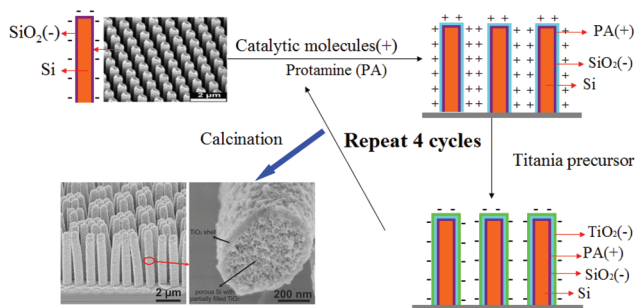 SiO2(-)
Si
2 μm
Catalytic molecules(+)
Protamine (PA)
PA(+)
SiO2(-)
Si
Calcination
Repeat 4 cycles
Titania precursor
TiO2 shell
porous Si with
partially filled TiO2
2 μm
200 nm
TiO2(-)
PA(+)
SiO2(-)
Si